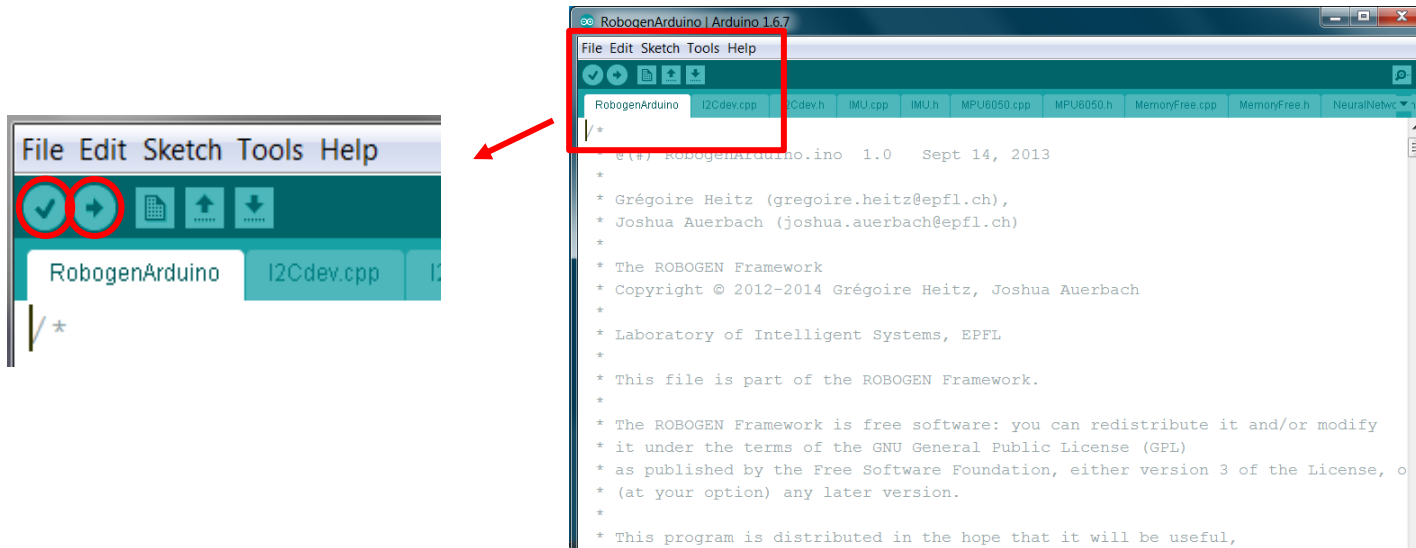 File Edit Sketch Tools Help
RobogenArduino I2Cdev.cpp
/*
RobogenArduino | Arduino 1.6.7
File Edit Sketch Tools Help
RobogenArduino I2Cdev.cpp I2Cdev.h IMU.cpp IMU.h MPU6050.cpp MPU6050.h MemoryFree.cpp MemoryFree.h
/*
* @(#) RobogenArduino.ino 1.0 Sept 14, 2013
*
* Grégoire Heitz (gregoire.heitz@epfl.ch),
* Joshua Auerbach (joshua.auerbach@epfl.ch)
*
* The ROBOGEN Framework
* Copyright © 2012-2014 Grégoire Heitz, Joshua Auerbach
*
* Laboratory of Intelligent Systems, EPFL
*
* This file is part of the ROBOGEN Framework.
*
* The ROBOGEN Framework is free software: you can redistribute it and/or modify
* it under the terms of the GNU General Public License (GPL)
* as published by the Free Software Foundation, either version 3 of the License, o
* (at your option) any later version.
*
* This program is distributed in the hope that it will be useful,